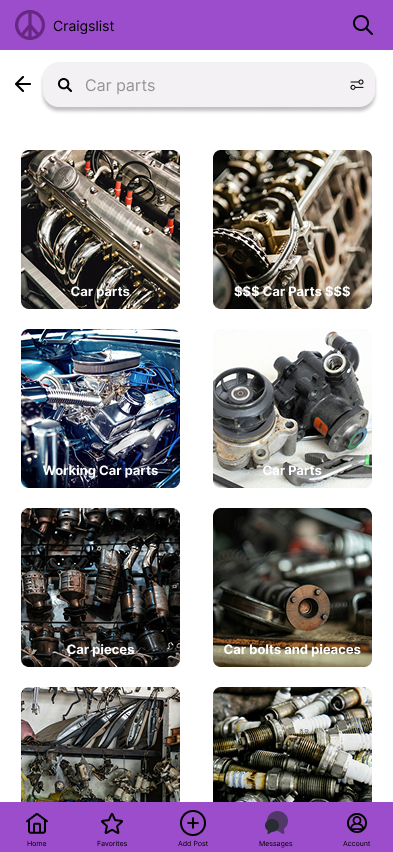 Craigslist
Car parts
Car parts
$$$ Car Parts $$$
Working Car parts
Car Parts
Car pieces
Car bolts and pieaces
Home
Favorites
Add Post
Messages
Account